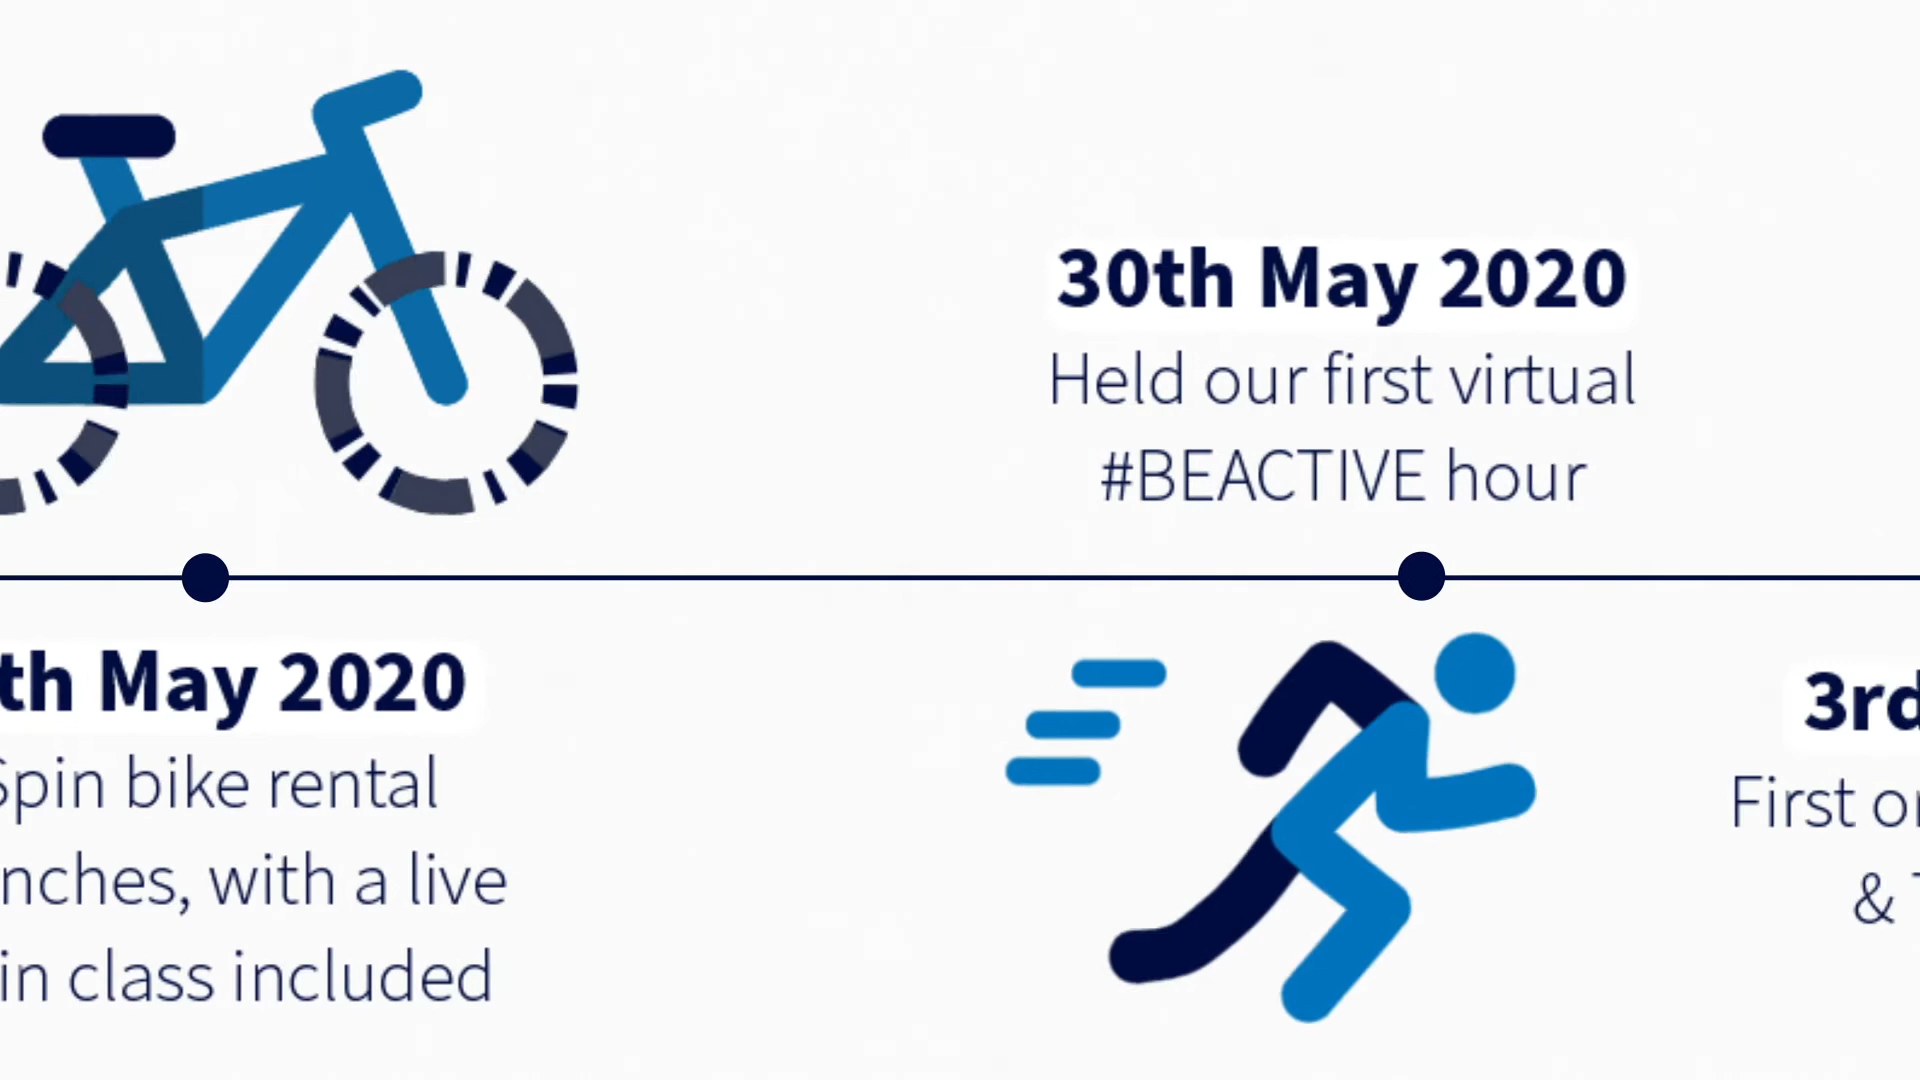 30th May 2020
Held our first virtual
#BEACTIVE hour
th May 2020
Spin bike rental
nches, with a live
in class included
3rd
First
&